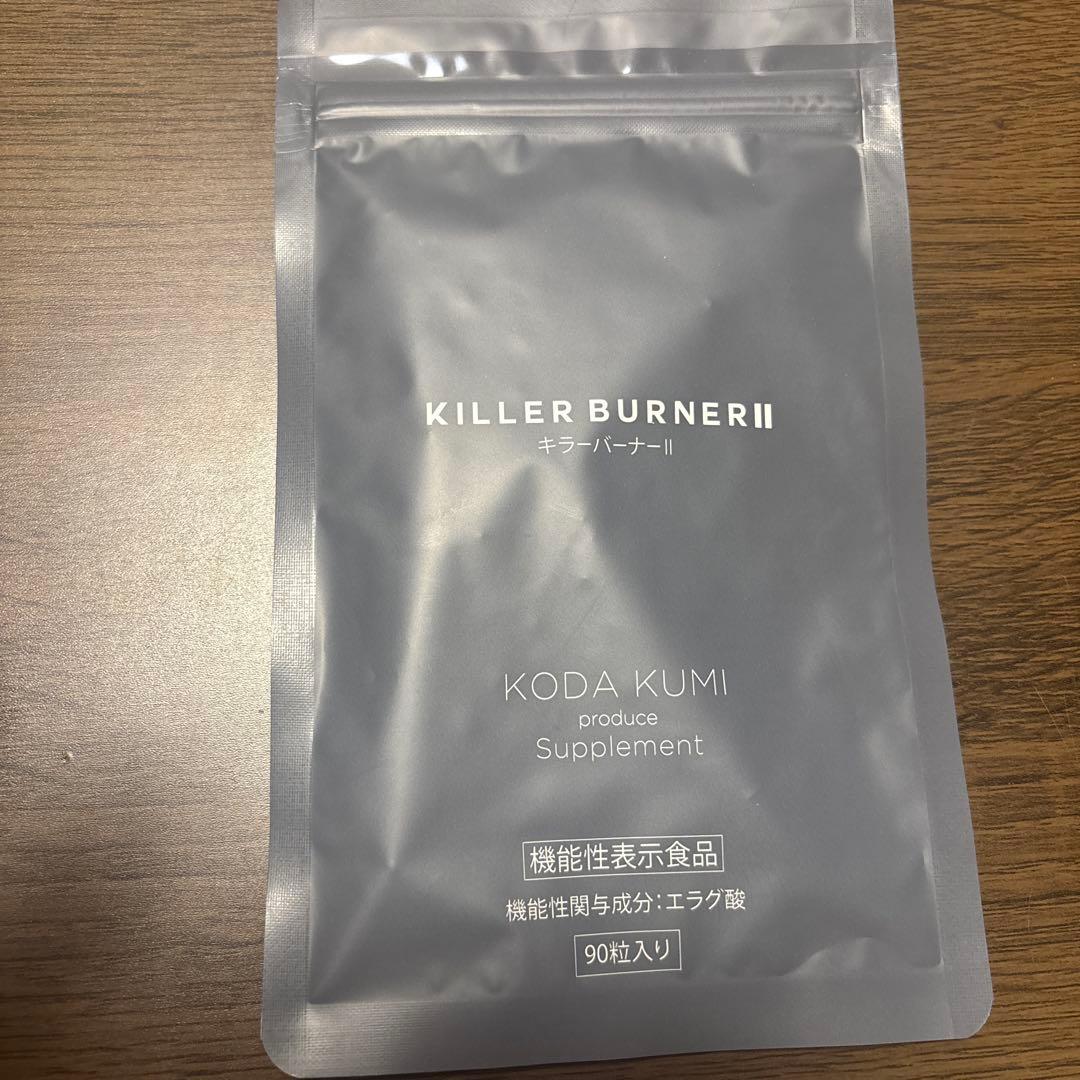 KILLER BURNERⅡ
キラーバーナーⅡ
KODA KUMI
produce
Supplement
機能性表示食品
機能性関与成分：エラグ酸
90粒入り